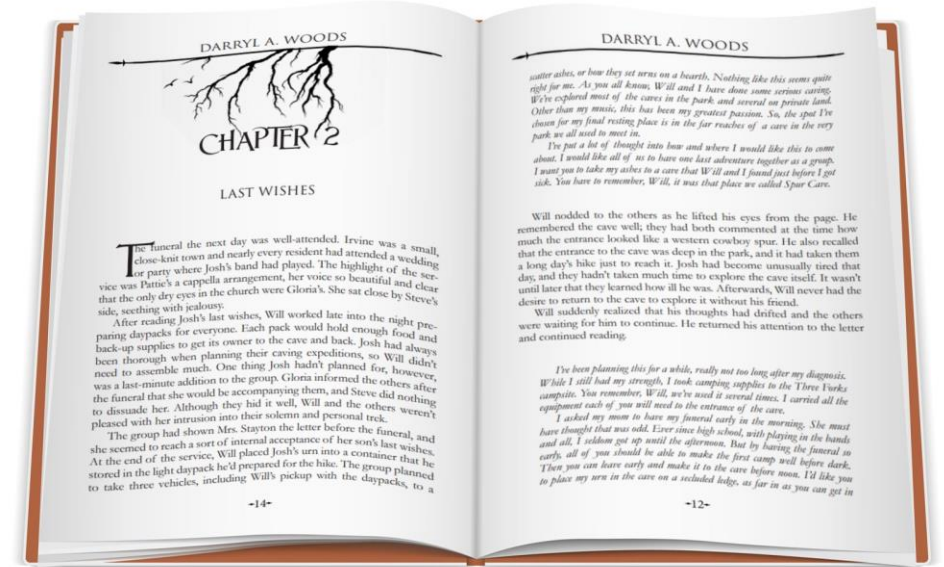 DARRYL A. WOODS
CHAPTER 2
LAST WISHES
The funeral the next day was well-attended. Irvine was a small,
close-knit town and nearly every resident had attended a wedding
or party where Josh's band had played. The highlight of the ser-
vice was Pattie's a cappella arrangement, her voice so beautiful and clear
that the only dry eyes in the church were Gloria's. She sat close by Steve's
side, seething with jealousy.
After reading Josh's last wishes, Will worked late into the night pre-
paring daypacks for everyone. Each pack would hold enough food and
back-up supplies to get its owner to the cave and back. Josh had always
been thorough when planning their caving expeditions, so Will didn't
need to assemble much. One thing Josh hadn't planned for, however,
was a last-minute addition to the group. Gloria informed the others after
the funeral that she would be accompanying them, and Steve did nothing
to dissuade her. Although they hid it well, Will and the others weren't
pleased with her intrusion into their solemn and personal trek.
The group had shown Mrs. Stayton the letter before the funeral, and
she seemed to reach a sort of internal acceptance of her son's last wishes.
At the end of the service, Will placed Josh's urn into a container that he
stored in the light daypack he'd prepared for the hike. The group planned
to take three vehicles, including Will's pickup with the daypacks, to a
-14-
DARRYL A. WOODS
scatter ashes, or how they set urns on a hearth. Nothing like this seems quite
right for me. As you all know, Will and I have done some serious caving.
We've explored most of the caves in the park and several on private land.
Other than my music, this has been my greatest passion. So, the spot I've
chosen for my final resting place is in the far reaches of a cave in the very
park we all used to meet in.
I've put a lot of thought into how and where I would like this to come
about. I would like all of us to have one last adventure together as a group.
I want you to take my ashes to a cave that Will and I found just before I got
sick. You have to remember, Will, it was that place we called Spur Cave.
Will nodded to the others as he lifted his eyes from the page. He
remembered the cave well; they had both commented at the time how
much the entrance looked like a western cowboy spur. He also recalled
that the entrance to the cave was deep in the park, and it had taken them
a long day's hike just to reach it. Josh had become unusually tired that
day, and they hadn't taken much time to explore the cave itself. It wasn't
until later that they learned how ill he was. Afterwards, Will never had the
desire to return to the cave to explore it without his friend.
Will suddenly realized that his thoughts had drifted and the others
were waiting for him to continue. He returned his attention to the letter
and continued reading.
I've been planning this for a while, really not too long after my diagnosis.
While I still had my strength, I took camping supplies to the Three Forks
campsite. You remember, Will, we've used it several times. I carried all the
equipment each of you will need to the entrance of the cave.
I asked my mom to have my funeral early in the morning. She must
have thought that was odd. Ever since high school, with playing in the bands
and all, I seldom got up until the afternoon. But by having the funeral so
early, all of you should be able to make the first camp well before dark.
Then you can leave early and make it to the cave before noon. I'd like you
to place my urn in the cave on a secluded ledge, as far in as you can get in
-12-